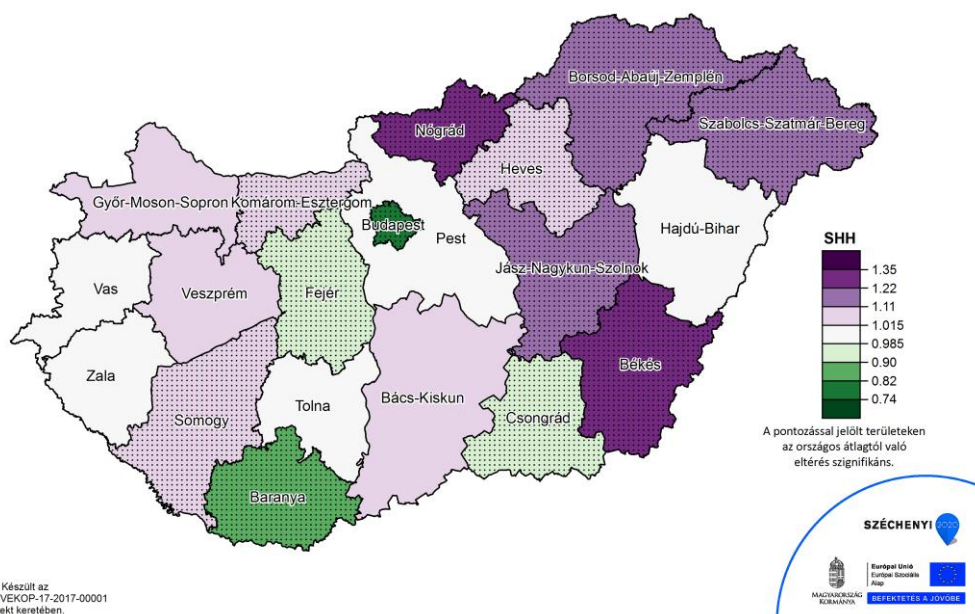 Borsod-Abaúj-Zemplén
Szabolcs-Szatmár-Bereg
Nógrád
Heves
Győr-Moson-Sopron
Komárom-Esztergom
Budapest
Pest
Hajdú-Bihar
Jász-Nagykun-Szolnok
Vas
Veszprém
Fejér
Békés
Zala
Somogy
Tolna
Bács-Kiskun
Csongrád
Baranya
SHH
1.35
1.22
1.11
1.015
0.985
0.90
0.82
0.74
A pontozással jelölt területeken
az országos átlagtól való
eltérés szignifikáns.
SZÉCHENYI 2020
MAGYARORSZÁG
KORMÁNYA
Európai Unió
Európai Szociális
Alap
BEFEKTETÉS A JÖVŐBE
Készült az
VEKOP-17-2017-00001
ekt keretében.